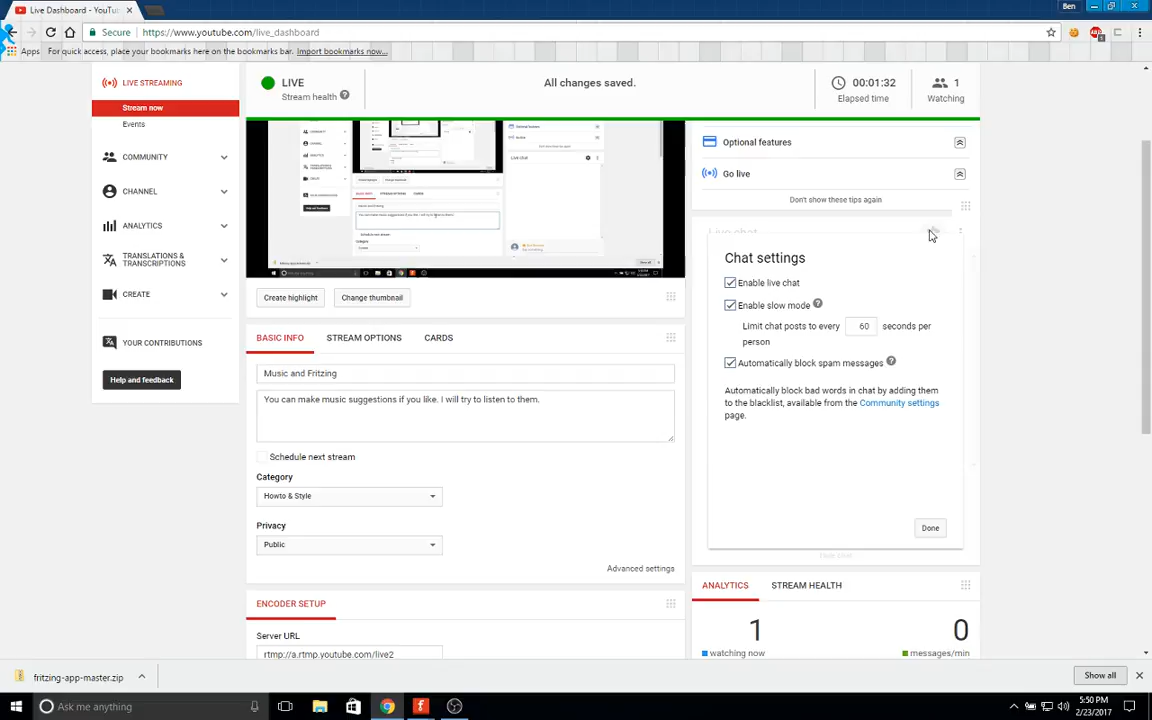 Live Dashboard - YouTu
Ben
Secure
https://www.youtube.com/live_dashboard
Apps
For quick access, place your bookmarks here on the bookmarks bar. Import bookmarks now...
LIVE STREAMING
Stream now
Events
COMMUNITY
CHANNEL
ANALYTICS
TRANSLATIONS &
TRANSCRIPTIONS
CREATE
YOUR CONTRIBUTIONS
Help and feedback
LIVE
Stream health
All changes saved.
00:01:32
Elapsed time
1
Watching
Create highlight
Change thumbnail
BASIC INFO
STREAM OPTIONS
CARDS
Music and Fritzing
You can make music suggestions if you like. I will try to listen to them.
Schedule next stream
Category
Howto & Style
Privacy
Public
Advanced settings
ENCODER SETUP
Server URL
rtmp://a.rtmp.youtube.com/live2
Optional features
Go live
Don't show these tips again
Live chat
Chat settings
Enable live chat
Enable slow mode
Limit chat posts to every 60 seconds per
person
Automatically block spam messages
Automatically block bad words in chat by adding them
to the blacklist, available from the Community settings
page.
Done
ANALYTICS
STREAM HEALTH
1
watching now
0
messages/min
fritzing-app-master.zip
Show all
Ask me anything
5:50 PM
2/23/2017